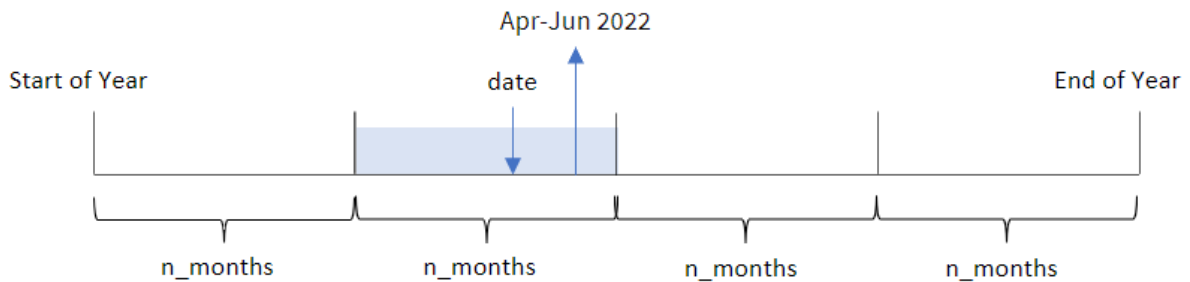 Apr-Jun 2022
Start of Year
date
End of Year
n_months
n_months
n_months
n_months